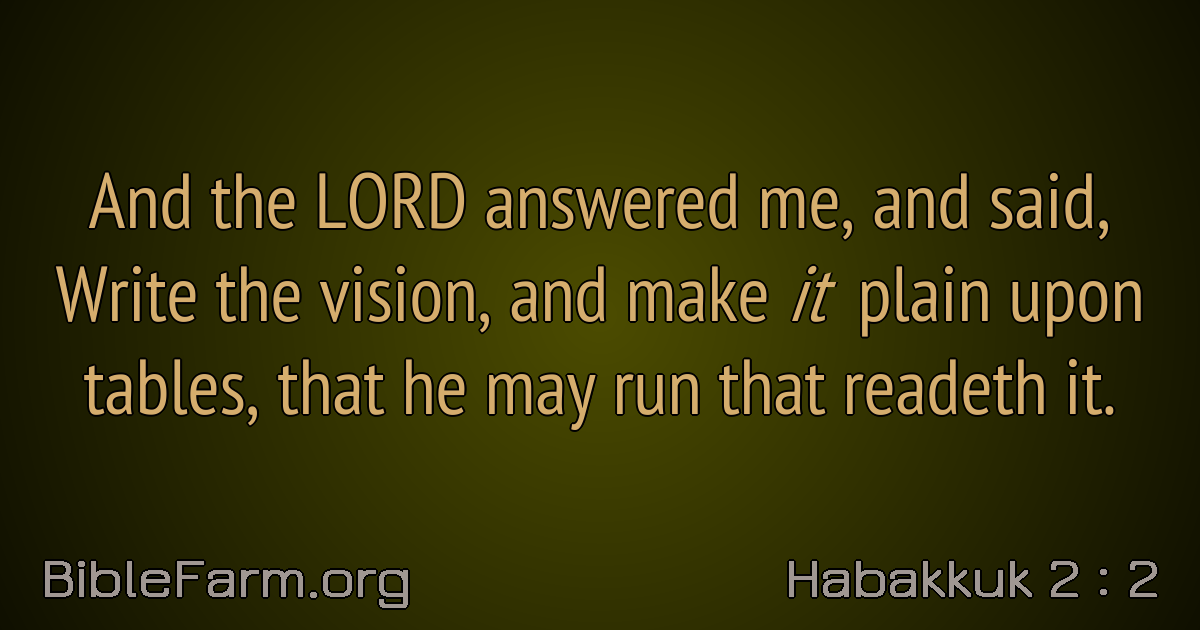 And the LORD answered me, and said,
Write the vision, and make it plain upon
tables, that he may run that readeth it.
BibleFarm.org
Habakkuk 2 : 2